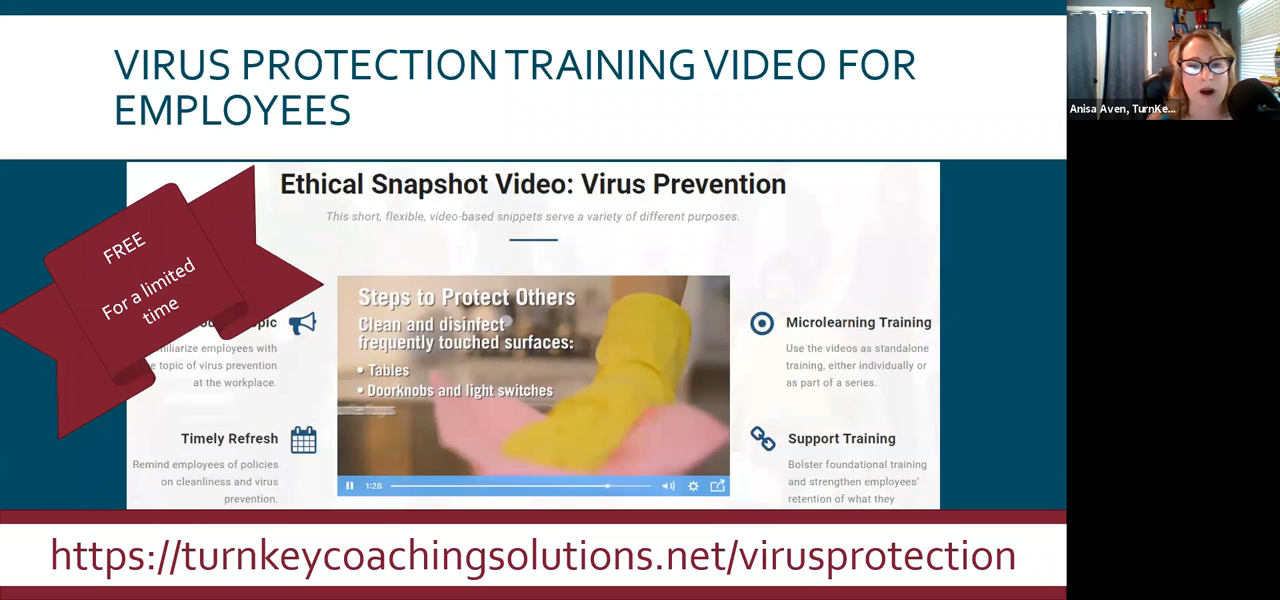 VIRUS PROTECTION TRAINING VIDEO FOR
EMPLOYEES
Anisa Aven, TurnKe...
Ethical Snapshot Video: Virus Prevention
This short, flexible, video-based snippets serve a variety of different purposes.
FREE
For a limited
time
employees with
topic of virus prevention
at the workplace.
Timely Refresh
Remind employees of policies
on cleanliness and virus
prevention.
Steps to Protect Others
Clean and disinfect
frequently touched surfaces:
• Tables
• Doorknobs and light switches
1:28
Microlearning Training
Use the videos as standalone
training, either individually or
as part of a series.
Support Training
Bolster foundational training
and strengthen employees'
retention of what they
https://turnkeycoachingsolutions.net/virusprotection